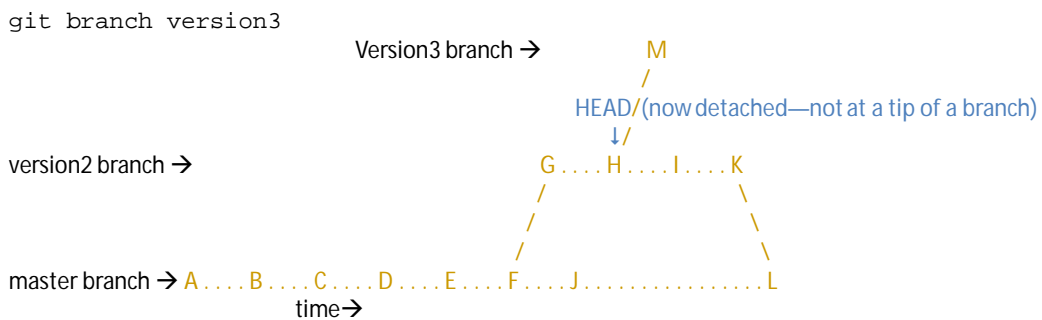 git branch version3
Version3 branch → M
/
HEAD/(now detached—not at a tip of a branch)
↓/
version2 branch → G....H....I....K
/ \
/ \
/ \
/ \
master branch → A....B....C....D....E....F....J...............L
time→